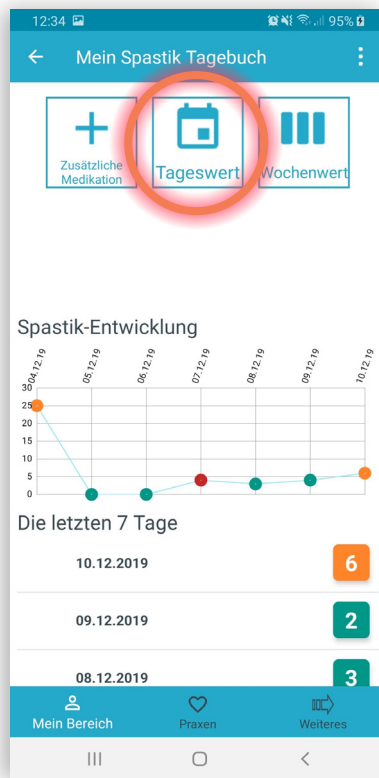 12:34 95%
Mein Spastik Tagebuch
Zusätzliche
Medikation
Tageswert
Wochenwert
Spastik-Entwicklung
04.12.19 05.12.19 06.12.19 07.12.19 08.12.19 09.12.19 10.12.19
30
25
20
15
10
5
0
Die letzten 7 Tage
10.12.2019 6
09.12.2019 2
08.12.2019 3
Mein Bereich Praxen Weiteres